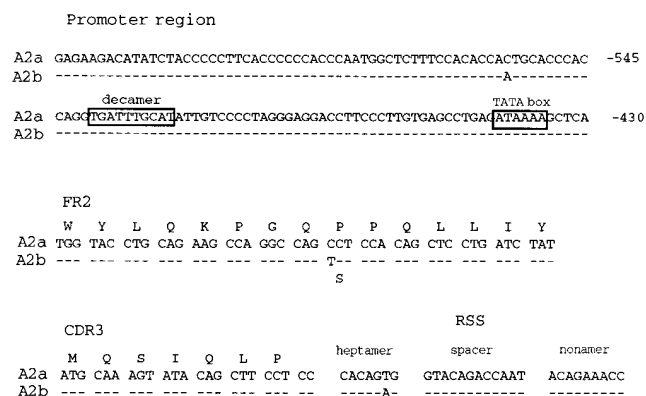 Promoter region
A2a GAGAAGACATATCTACCCCCTTCACCCCCCACCCAATGGCTCTTTCCACACCACTGCACCCAC -545
A2b ------------------------------------------------------A--------
decamer TATA box
A2a CAGGTGATTTGCATATTGTCCCCTAGGGAGGACCTTCCCTTGTGAGCCTGAGATAAAAGCTCA -430
A2b ---------------------------------------------------------------
FR2
W Y L Q K P G Q P P Q L L I Y
A2a TGG TAC CTG CAG AAG CCA GGC CAG CCT CCA CAG CTC CTG ATC TAT
A2b --- --- --- --- --- --- --- --- T-- --- --- --- --- --- ---
S
CDR3 RSS
M Q S I Q L P heptamer spacer nonamer
A2a ATG CAA AGT ATA CAG CTT CCT CC CACAGTG GTACAGACCAAT ACAGAAACC
A2b --- --- --- --- --- --- --- -- -----A- ------------ ---------